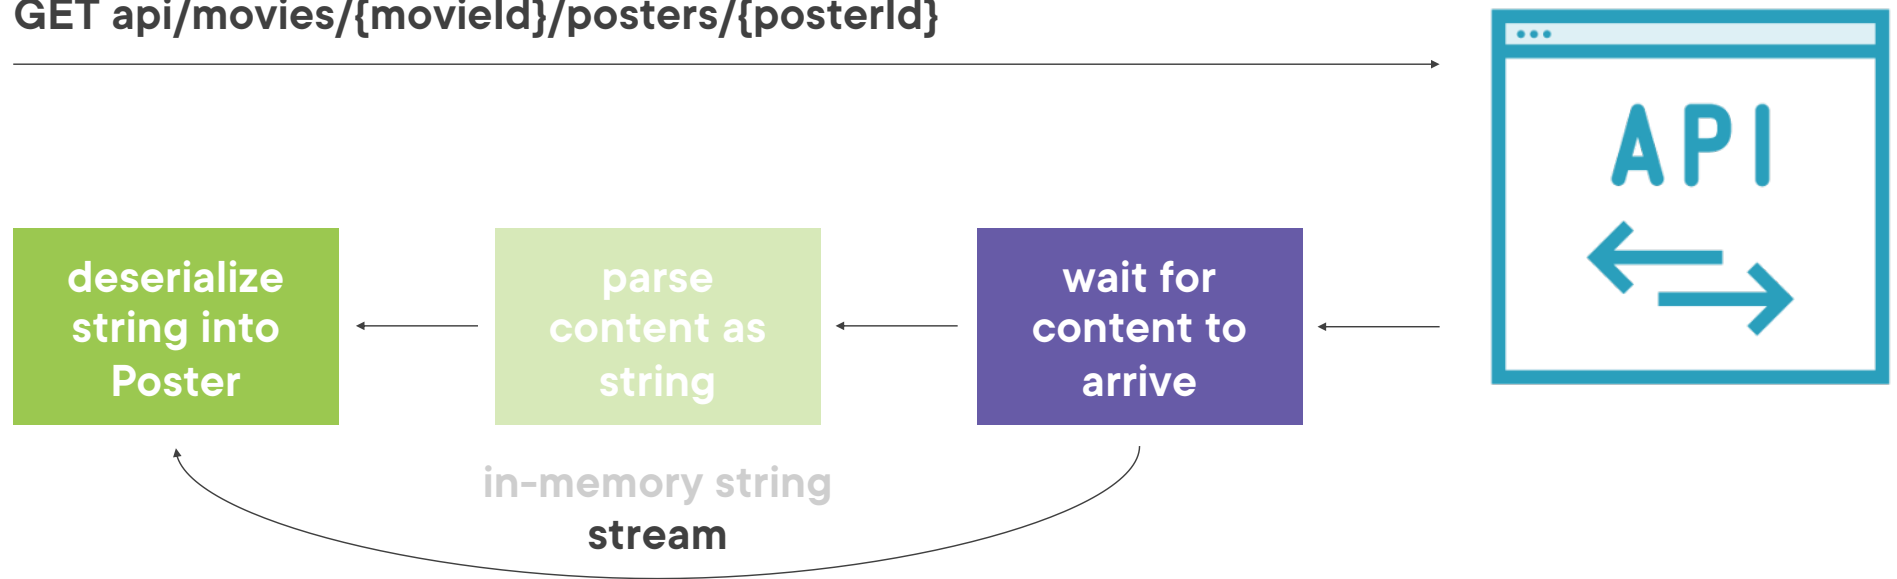 GET api/movies/{movieId}/posters/{posterId}
API
deserialize
string into
Poster
parse
content as
string
wait for
content to
arrive
in-memory string
stream